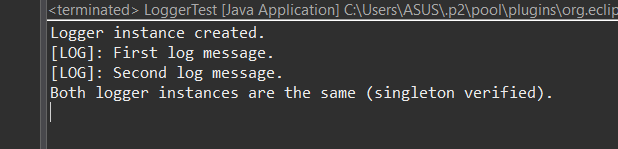 <terminated> LoggerTest [Java Application] C:\Users\ASUS\.p2\pool\plugins\org.eclip
Logger instance created.
[LOG]: First log message.
[LOG]: Second log message.
Both logger instances are the same (singleton verified).